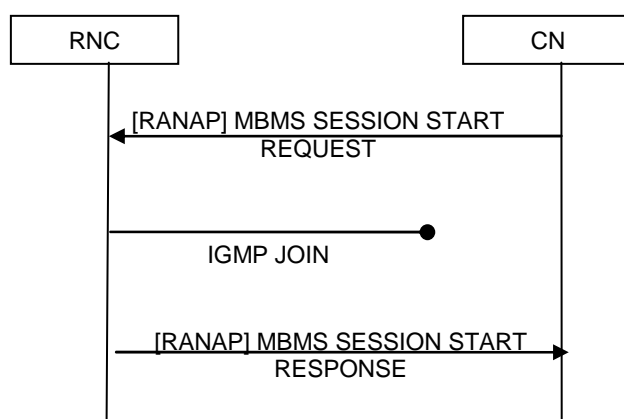 RNC
CN
[RANAP] MBMS SESSION START
REQUEST
IGMP JOIN
[RANAP] MBMS SESSION START
RESPONSE